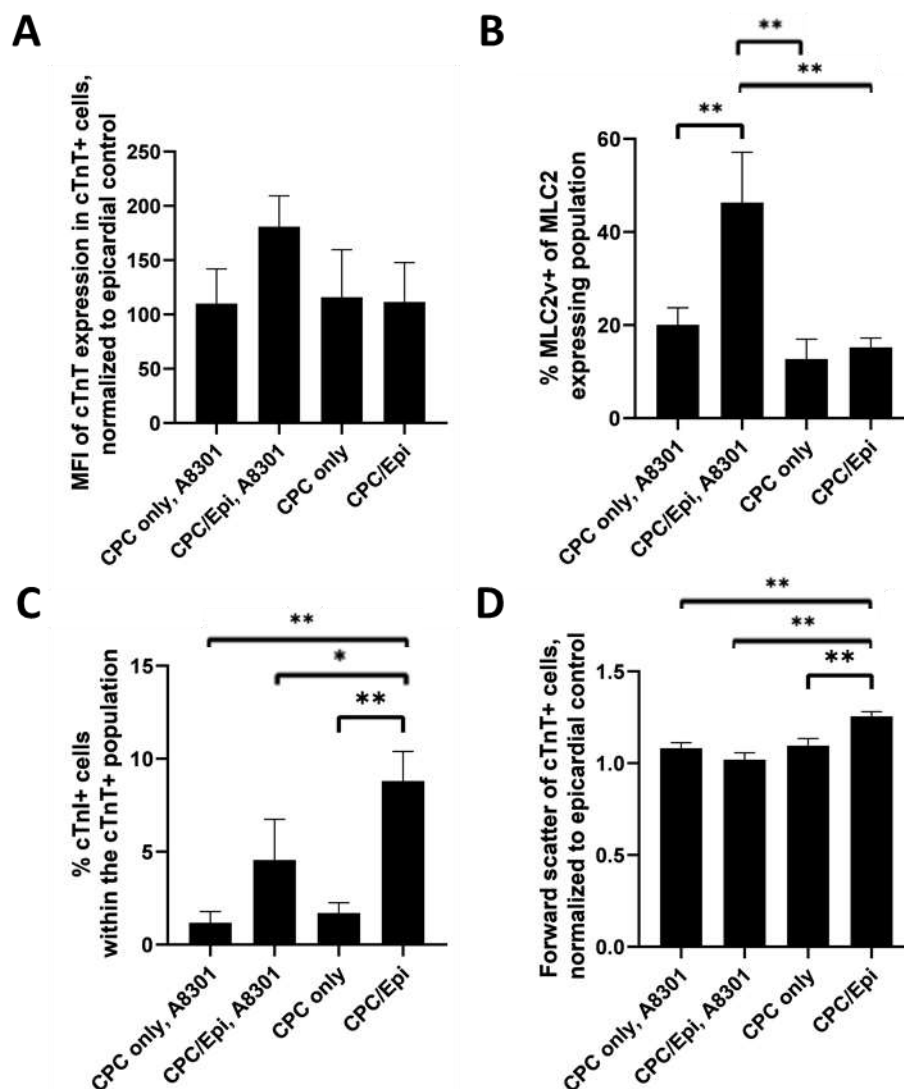 A
MFI of cTnT expression in cTnT+ cells,
normalized to epicardial control
250
200
150
100
50
0
CPC only, A8301
CPC/Epi, A8301
CPC only
CPC/Epi
B
**
**
**
% MLC2v+ of MLC2
expressing population
60
40
20
0
CPC only, A8301
CPC/Epi, A8301
CPC only
CPC/Epi
C
**
*
**
% cTnI+ cells
within the cTnT+ population
15
10
5
0
CPC only, A8301
CPC/Epi, A8301
CPC only
CPC/Epi
D
**
**
**
Forward scatter of cTnT+ cells,
normalized to epicardial control
1.5
1.0
0.5
0.0
CPC only, A8301
CPC/Epi, A8301
CPC only
CPC/Epi